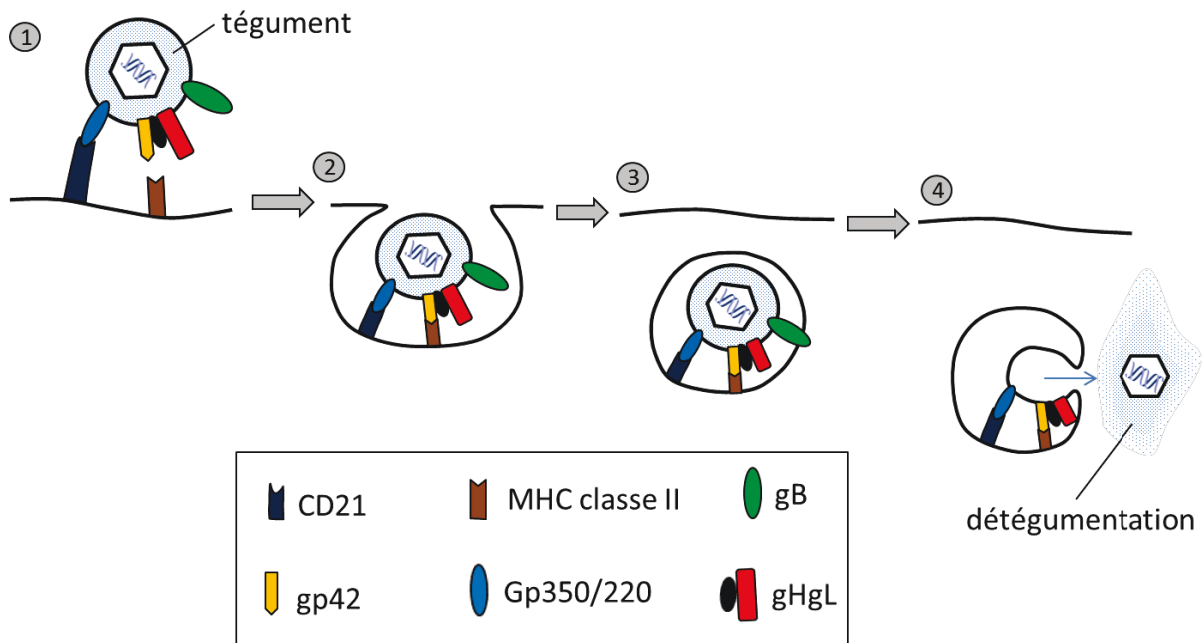 1
tégument
2
3
4
CD21
MHC classe II
gB
gp42
Gp350/220
gHgL
détégumentation